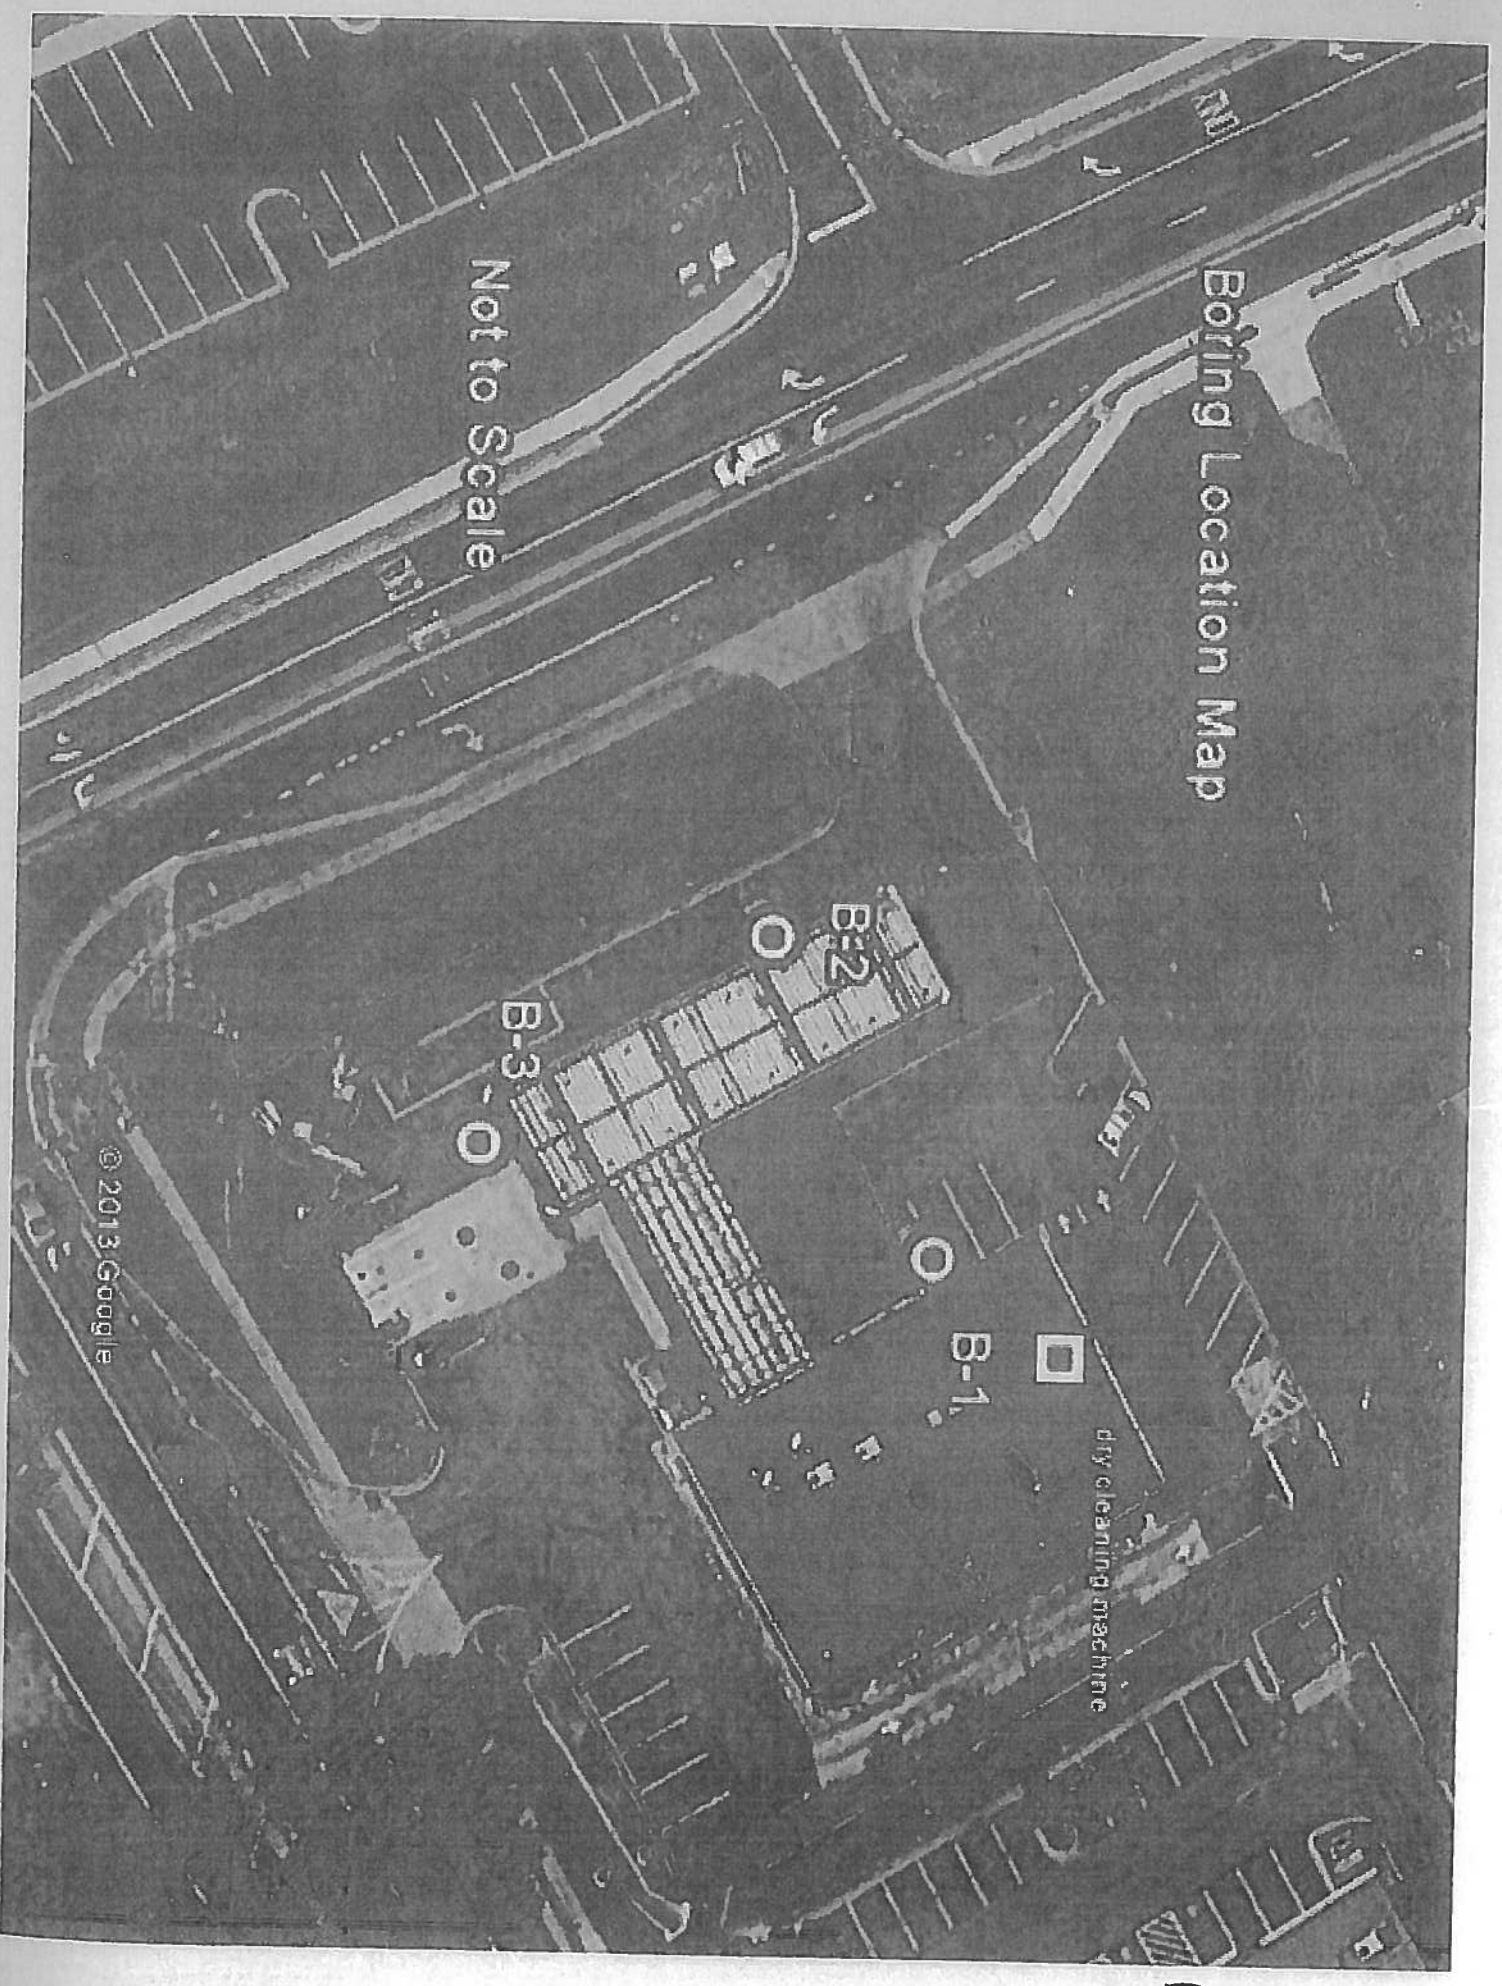 Boring Location Map
dry cleaning machine
B-1
B-2
B-3
Not to Scale
© 2013 Google